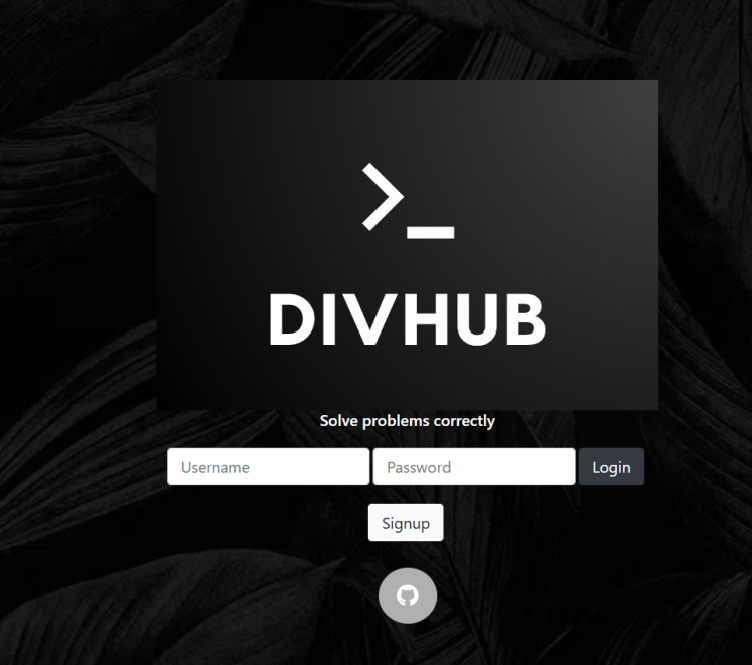 >_
DIVHUB
Solve problems correctly
Username
Password
Login
Signup